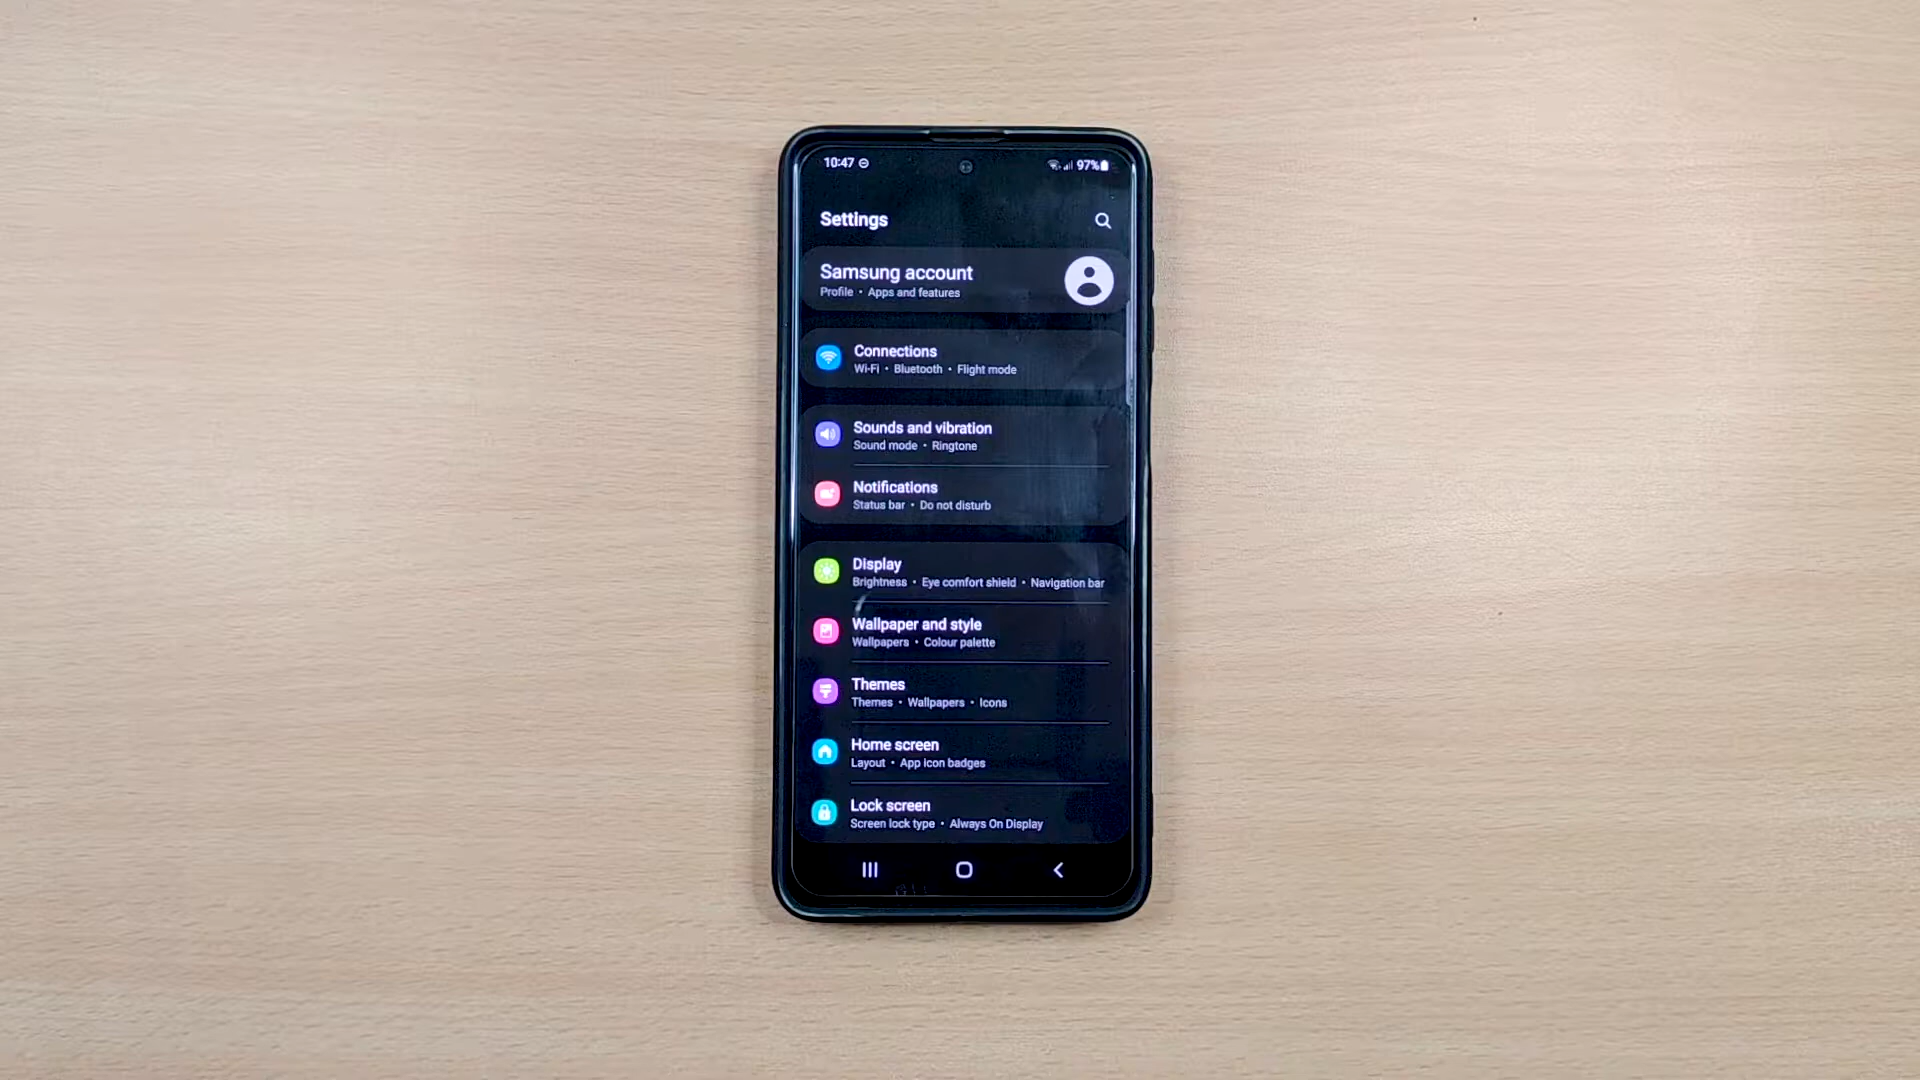 10:47
97%
Settings
Samsung account
Profile • Apps and features
Connections
Wi-Fi • Bluetooth • Flight mode
Sounds and vibration
Sound mode • Ringtone
Notifications
Status bar • Do not disturb
Display
Brightness • Eye comfort shield • Navigation bar
Wallpaper and style
Wallpapers • Colour palette
Themes
Themes • Wallpapers • Icons
Home screen
Layout • App icon badges
Lock screen
Screen lock type • Always On Display